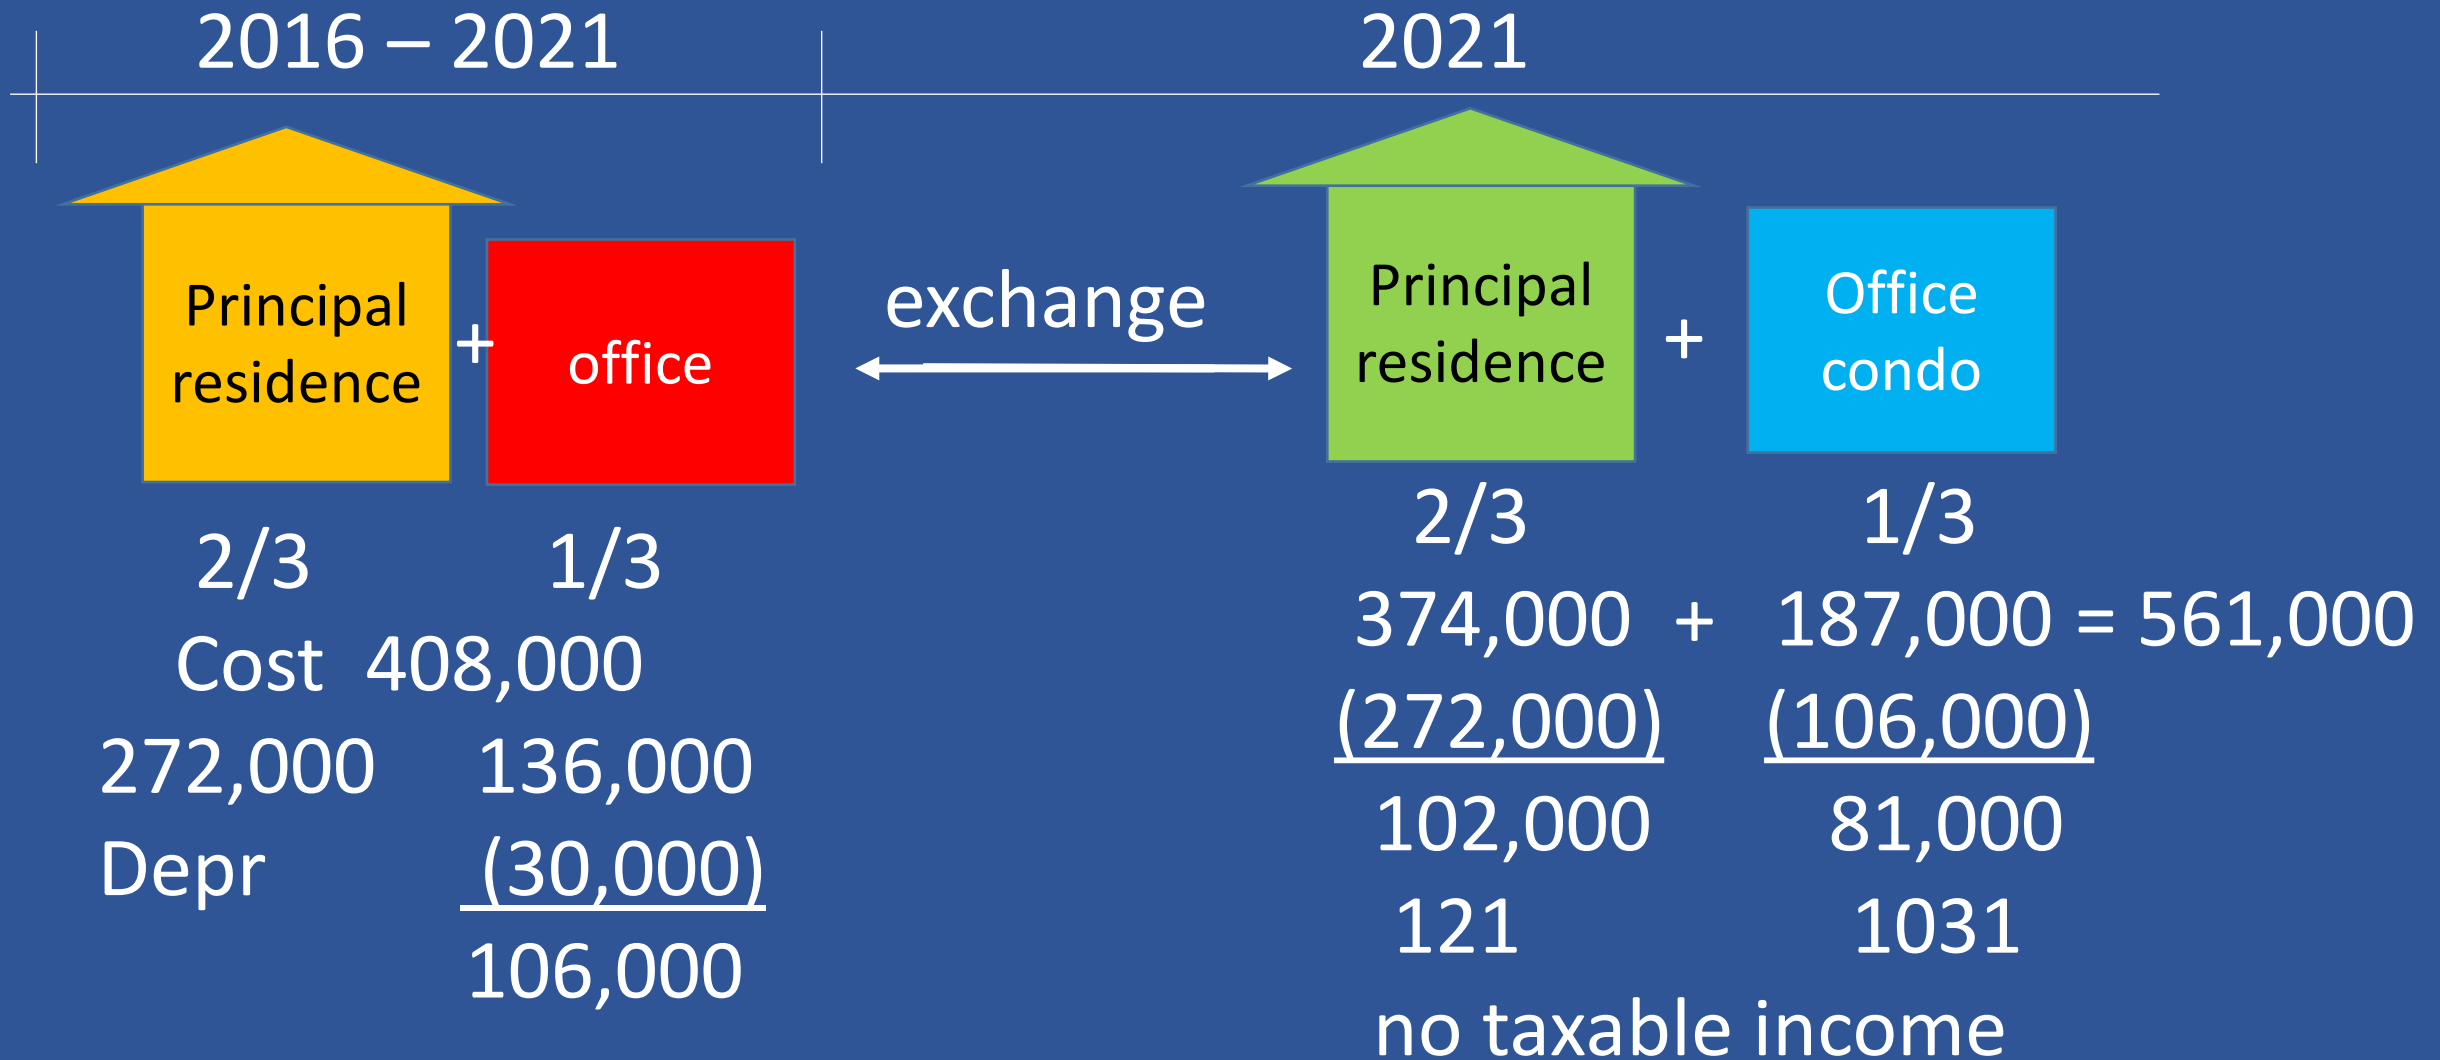 2016 – 2021
2021
Principal
residence
+
office
exchange
Principal
residence
+
Office
condo
2/3 1/3
Cost 408,000
272,000 136,000
Depr (30,000)
106,000
2/3 1/3
374,000 + 187,000 = 561,000
(272,000) (106,000)
102,000 81,000
121 1031
no taxable income